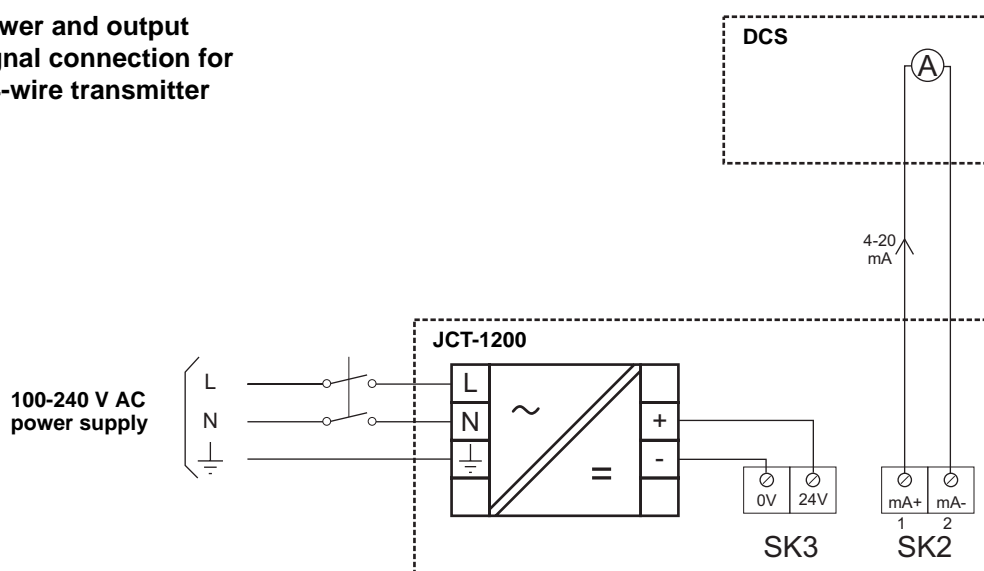 wer and output
gnal connection for
-wire transmitter
DCS
A
4-20
mA
JCT-1200
100-240 V AC
power supply
L
N
L
N
+
-
0V 24V
mA+ mA-
1 2
SK3 SK2